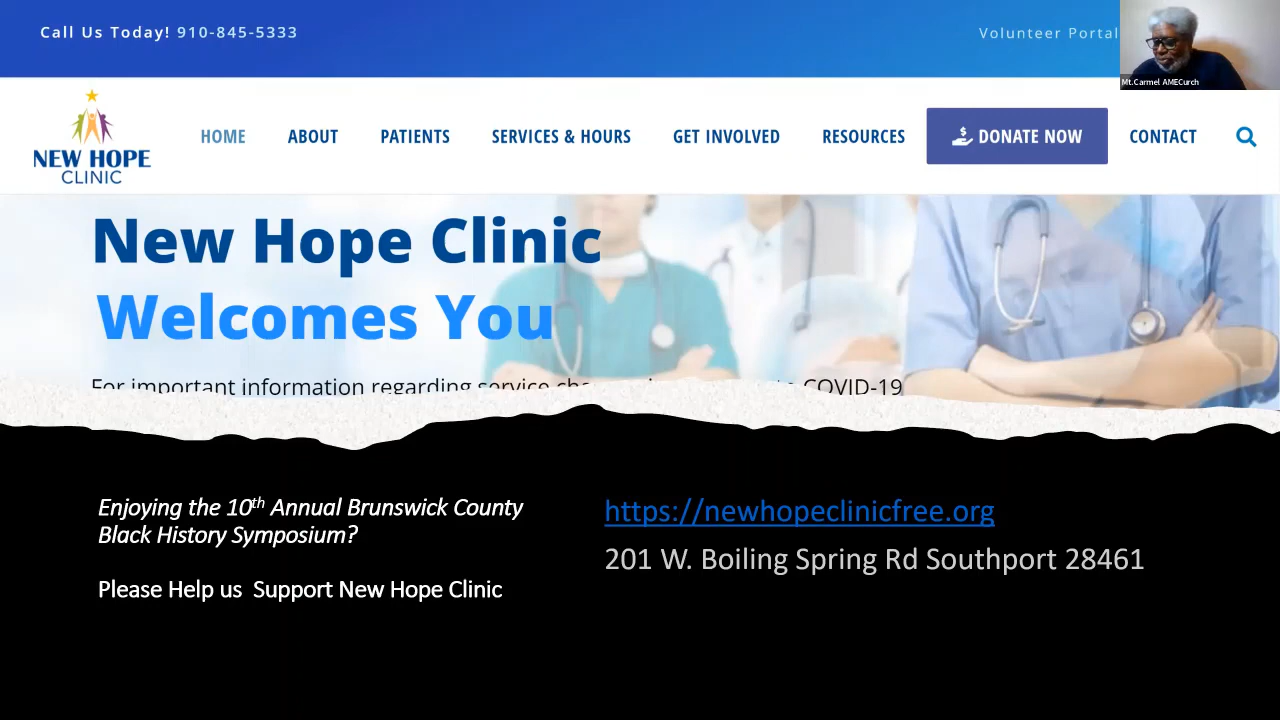 Call Us Today! 910-845-5333
Volunteer Portal
Mt.Carmel AMECurch
NEW HOPE
CLINIC
HOME
ABOUT
PATIENTS
SERVICES & HOURS
GET INVOLVED
RESOURCES
DONATE NOW
CONTACT
New Hope Clinic
Welcomes You
For important information regarding service COVID-19
Enjoying the 10th Annual Brunswick County
Black History Symposium?
Please Help us Support New Hope Clinic
https://newhopeclinicfree.org
201 W. Boiling Spring Rd Southport 28461